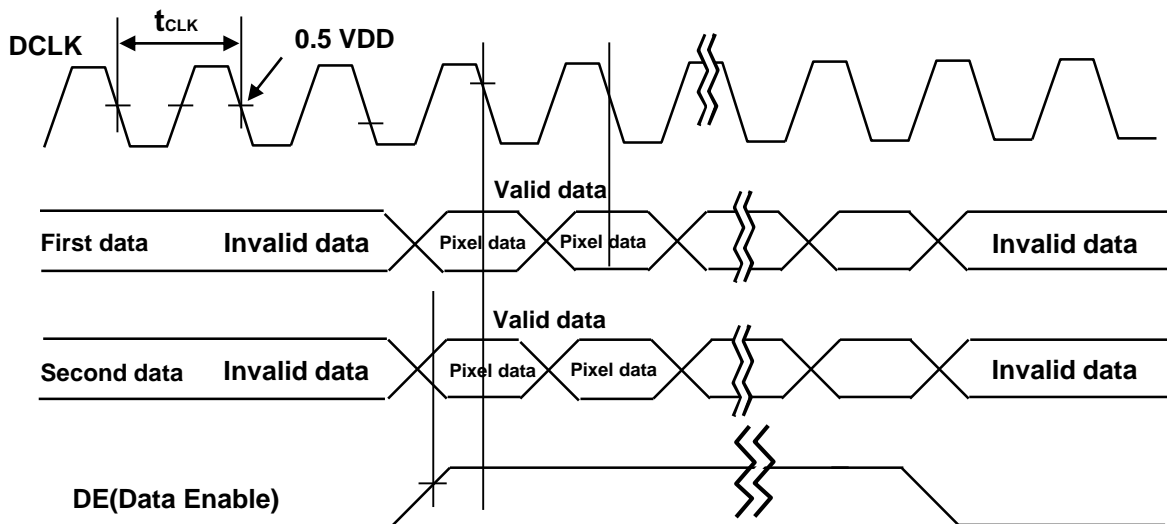 tCLK
DCLK
0.5 VDD
Valid data
First data
Invalid data
Pixel data
Pixel data
Invalid data
Valid data
Second data
Invalid data
Pixel data
Pixel data
Invalid data
DE(Data Enable)